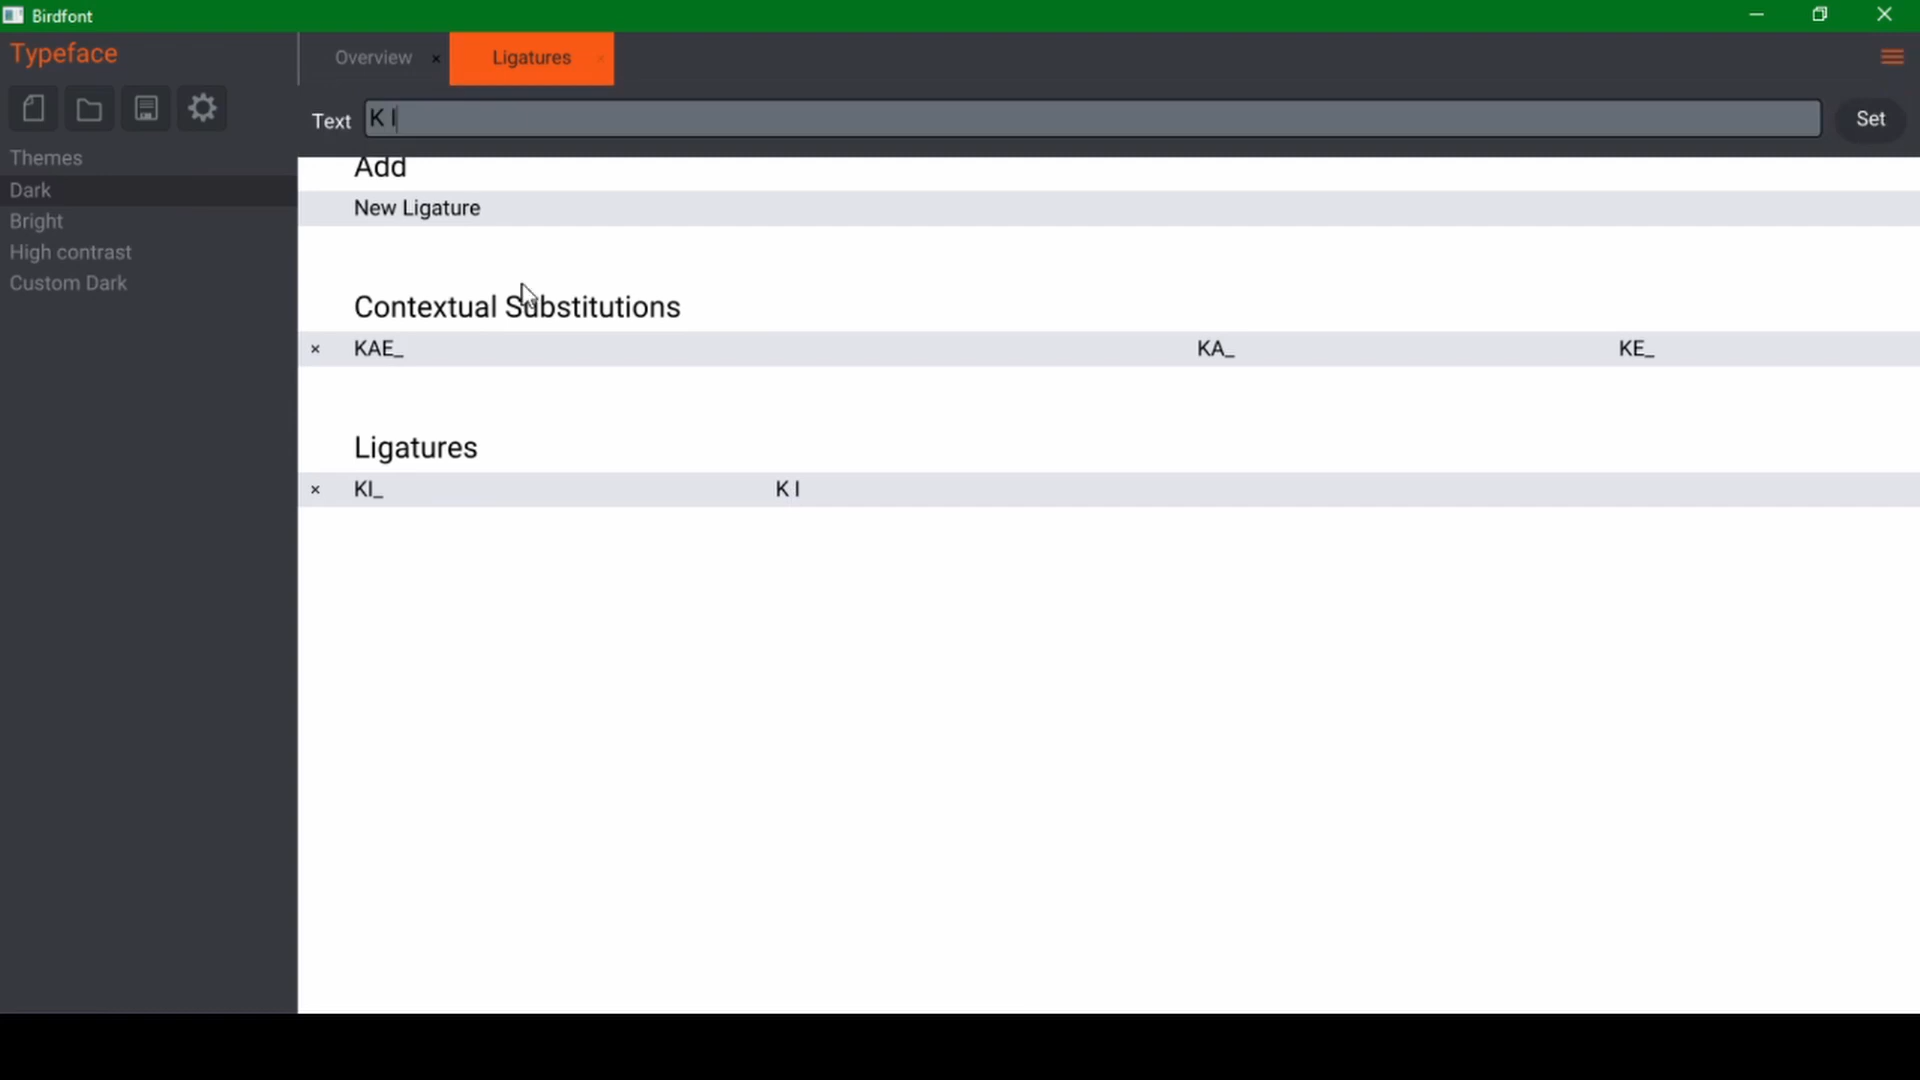 Birdfont
Typeface
Overview × Ligatures ×
Text K I Set
Themes
Dark
Bright
High contrast
Custom Dark
Add
New Ligature
Contextual Substitutions
× KAE_ KA_ KE_
Ligatures
× KI_ K I